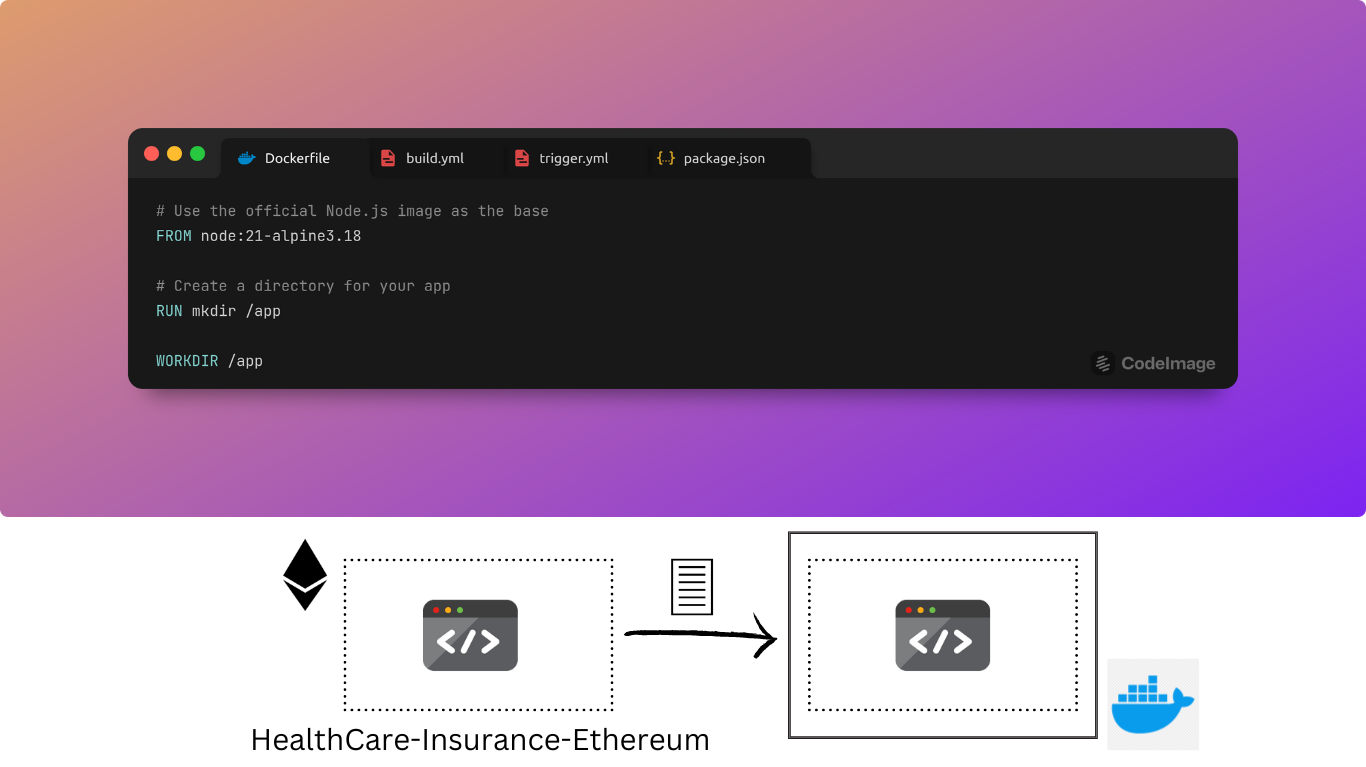 Dockerfile build.yml trigger.yml {..} package.json
# Use the official Node.js image as the base
FROM node:21-alpine3.18
# Create a directory for your app
RUN mkdir /app
WORKDIR /app
CodeImage
</>
</>
HealthCare-Insurance-Ethereum